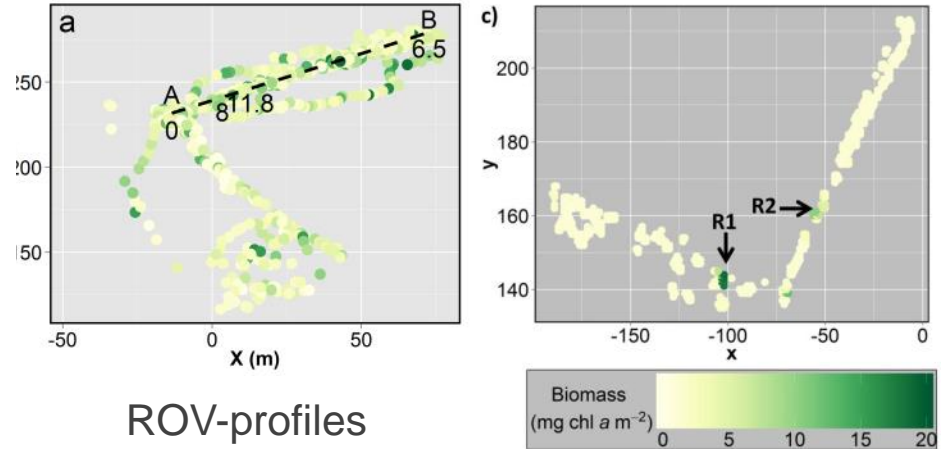 a
B
6.5
A
0
8
11.8
250
200
150
-50
0
50
X (m)
ROV-profiles
c)
200
180
160
140
y
R2
R1
-150
-100
-50
0
x
Biomass
(mg chl a m⁻²)
0 5 10 15 20